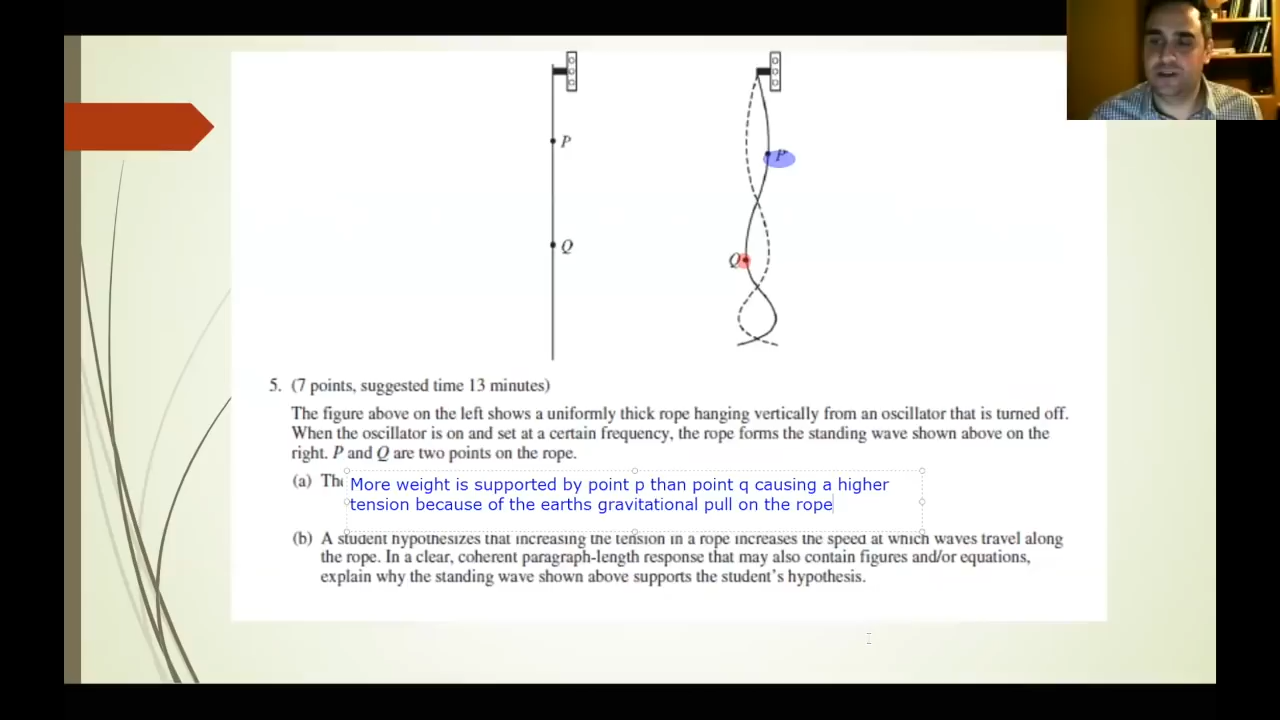 P
P
Q
Q
5. (7 points, suggested time 13 minutes)
The figure above on the left shows a uniformly thick rope hanging vertically from an oscillator that is turned off.
When the oscillator is on and set at a certain frequency, the rope forms the standing wave shown above on the
right. P and Q are two points on the rope.
(a) The
More weight is supported by point p than point q causing a higher
tension because of the earths gravitational pull on the rope
(b) A student hypothesizes that increasing the tension in a rope increases the speed at which waves travel along
the rope. In a clear, coherent paragraph-length response that may also contain figures and/or equations,
explain why the standing wave shown above supports the student's hypothesis.